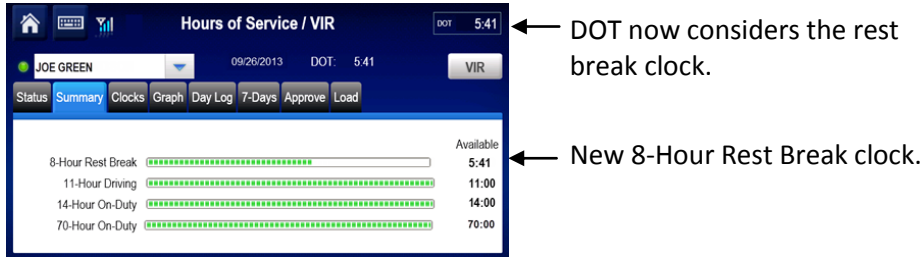 Hours of Service / VIR
DOT 5:41
JOE GREEN
09/26/2013 DOT: 5:41
VIR
Status Summary Clocks Graph Day Log 7-Days Approve Load
Available
8-Hour Rest Break 5:41
11-Hour Driving 11:00
14-Hour On-Duty 14:00
70-Hour On-Duty 70:00
DOT now considers the rest
break clock.
New 8-Hour Rest Break clock.